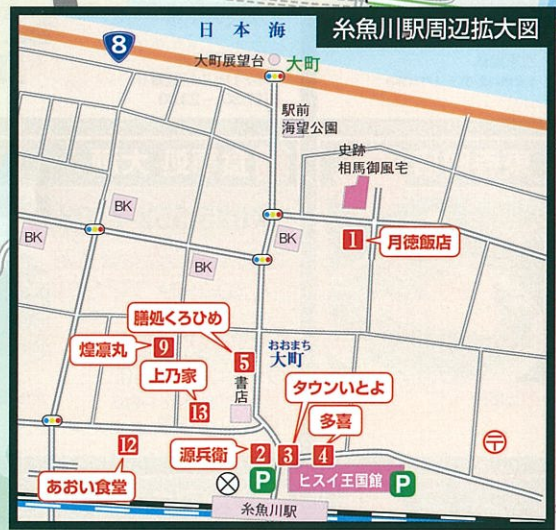 糸魚川駅周辺拡大図
日本海
8
大町展望台
大町
駅前
海望公園
史跡
相馬御風宅
BK
BK
BK
BK
1
月徳飯店
膳処くろひめ
煌凛丸
9
5
おおまち
大町
上乃家
13
書店
タウンいとよ
多喜
12
源兵衛
2
3
4
あおい食堂
P
ヒスイ王国館
P
糸魚川駅